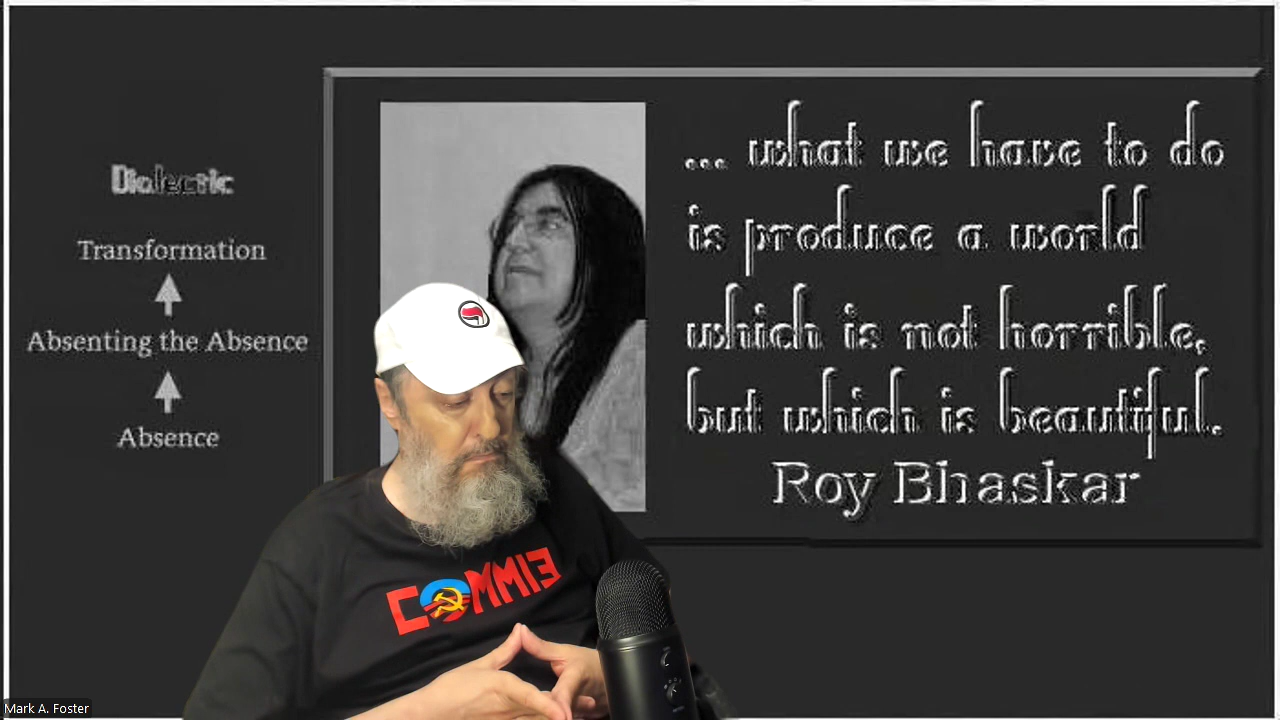 Dialectic
Transformation
Absenting the Absence
Absence
... what we have to do
is produce a world
which is not horrible,
but which is beautiful.
Roy Bhaskar
COMMIE
Mark A. Foster